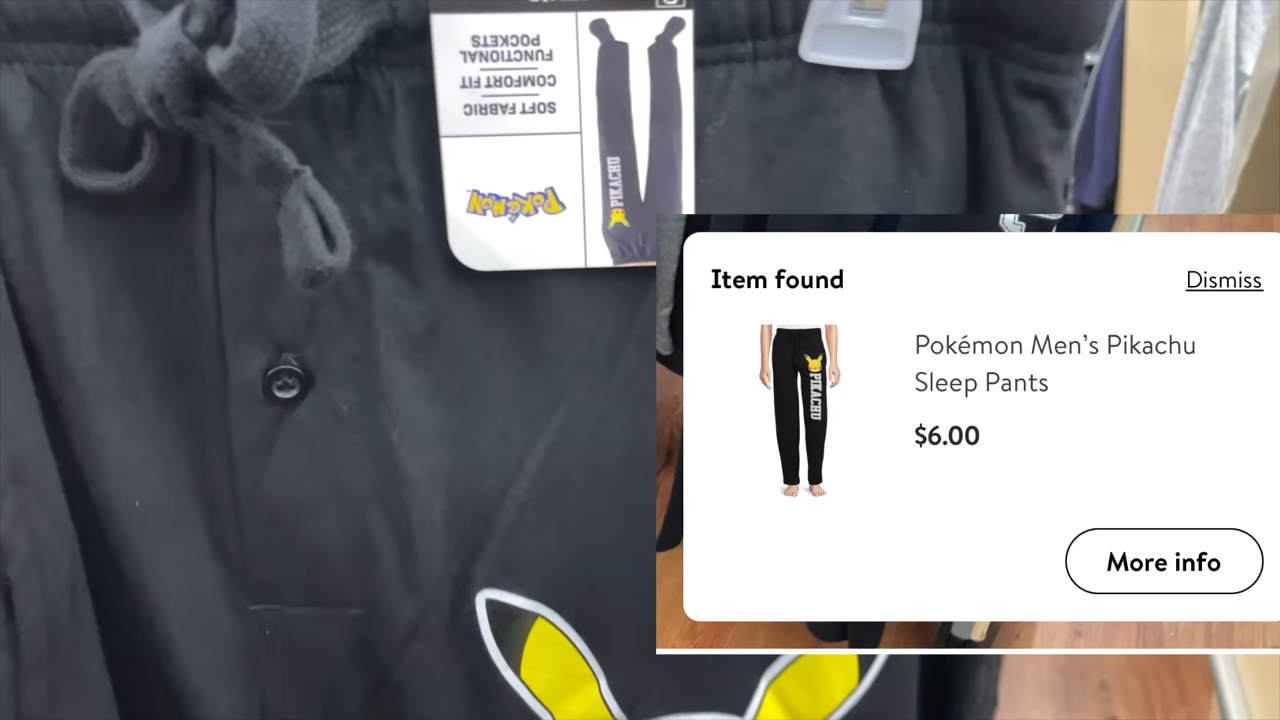 POCKETS
FUNCTIONAL
COMFORT FIT
SOFT FABRIC
POKéMON
PIKACHU
Item found
Dismiss
Pokémon Men's Pikachu
Sleep Pants
PIKACHU
$6.00
More info